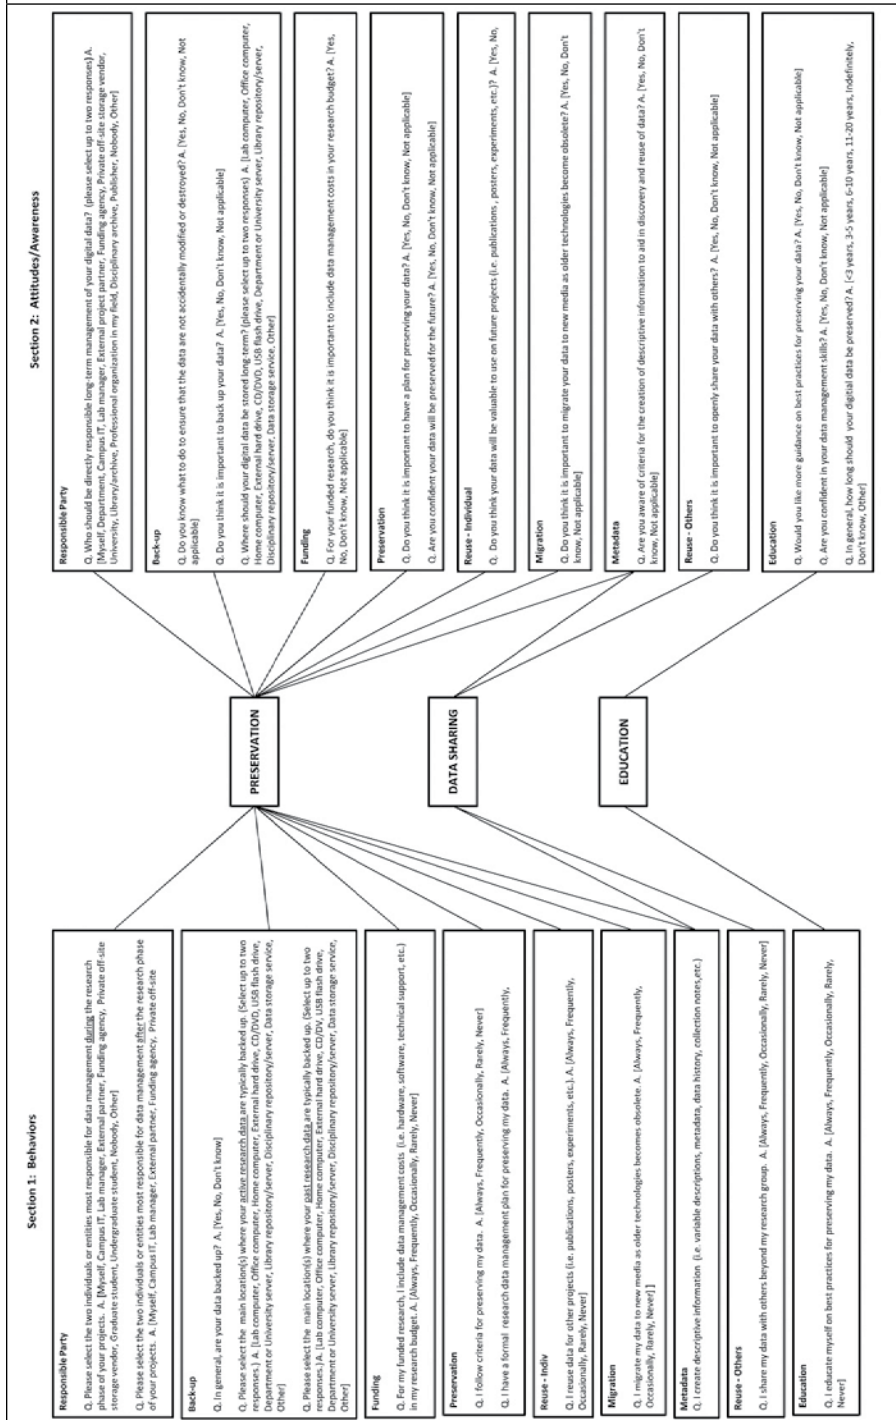 Section 1:  Behaviors
Responsible Party
Q. Please select the two individuals or entities most responsible for data management during the research
phase of your projects.  A. [Myself, Campus IT, Lab manager, External partner, Funding agency,  Private off-site
storage vendor, Graduate student, Undergraduate student, Nobody, Other]
Q. Please select the two individuals or entities most responsible for data management after the research phase
of your projects.  A. [Myself, Campus IT, Lab manager, External partner, Funding agency,  Private off-site
Back-up
Q. In general, are your data backed up?  A. [Yes, No, Don't know]
Q. Please select the  main location(s) where your active research data are typically backed up. (Select up to two
responses.)  A. [Lab computer, Office computer, Home computer, External hard drive, CD/DVD, USB flash drive,
Department or University server, Library repository/server, Disciplinary repository/server, Data storage service,
Other]
Q. Please select the  main location(s) where your past research data are typically backed up. (Select up to two
responses.) A. [Lab computer, Office computer, Home computer, External hard drive, CD/DV, USB flash drive,
Department or University server, Library repository/server, Disciplinary repository/server, Data storage service,
Other]
Funding
Q. For my funded research, I include data management costs  (i.e. hardware, software, technical support, etc.)
in my research budget. A. [Always, Frequently, Occasionally, Rarely, Never]
Preservation
Q. I follow criteria for preserving my data.  A. [Always, Frequently, Occasionally, Rarely, Never]
Q. I have a formal  research data management plan for preserving my data.  A. [Always, Frequently,
Reuse - Indiv
Q. I reuse data for other projects (i.e. publications, posters, experiments, etc.). A. [Always, Frequently,
Occasionally, Rarely, Never]
Migration
Q. I migrate my data to new media as older technologies becomes obsolete. A. [Always, Frequently,
Occasionally, Rarely, Never] ]
Metadata
Q. I create descriptive information  (i.e. variable descriptions, metadata, data history, collection notes,etc.)
Reuse - Others
Q. I share my data with others beyond my research group.  A. [Always, Frequently, Occasionally, Rarely, Never]
Education
Q. I educate myself on best practices for preserving my data.  A. [Always, Frequently, Occasionally, Rarely,
Never]
PRESERVATION
DATA SHARING
EDUCATION
Section 2:  Attitudes/Awareness
Responsible Party
Q. Who should be directly responsible long-term management of your digital data?  (please select up to two responses) A.
[Myself, Department, Campus IT, Lab manager, External project partner, Funding agency, Private off-site storage vendor,
University, Library/archive, Professional organization in my field, Disciplinary archive, Publisher, Nobody, Other]
Back-up
Q. Do you know what to do to ensure that the data are not accidentally modified or destroyed? A. [Yes, No, Don't know, Not
applicable]
Q. Do you think it is important to back up your data?  A. [Yes, No, Don't know, Not applicable]
Q. Where should your digital data be stored long-term? (please select up to two responses)  A. [Lab computer, Office computer,
Home computer, External hard drive, CD/DVD, USB flash drive, Department or University server, Library repository/server,
Disciplinary repository/server, Data storage service, Other]
Funding
Q. For your funded research, do you think it is important to include data management costs in your research budget? A. [Yes,
No, Don't know, Not applicable]
Preservation
Q. Do you think it is important to have a plan for preserving your data?  A. [Yes, No, Don't know, Not applicable]
Q. Are you confident your data will be preserved for the future?  A. [Yes, No, Don't know, Not applicable]
Reuse - Individual
Q.  Do you think your data will be valuable to use on future projects (i.e. publications , posters, experiments, etc.)?  A. [Yes, No,
Migration
Q. Do you think it is important to migrate your data to new media as older technologies become obsolete? A. [Yes, No, Don't
know, Not applicable]
Metadata
Q. Are you aware of criteria for the creation of descriptive information to aid in discovery and reuse of data? A. [Yes, No, Don't
know, Not applicable]
Reuse - Others
Q. Do you think it is important to openly share your data with others?  A. [Yes, No, Don't know, Not applicable]
Education
Q. Would you like more guidance on best practices for preserving your data?  A. [Yes, No, Don't know, Not applicable]
Q. Are you confident in your data management skills? A. [Yes, No, Don't know, Not applicable]
Q. In general, how long should  your digitial data be preserved? A. [<3 years, 3-5 years, 6-10 years, 11-20 years, Indefinitely,
Don't know, Other]